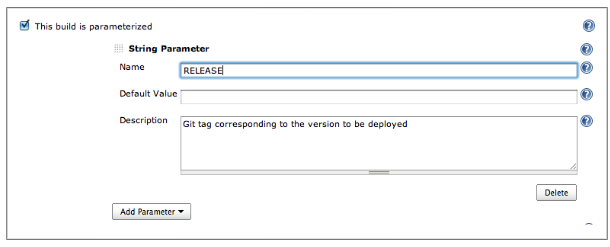 This build is parameterized
String Parameter
Name
RELEASE
Default Value
Description
Git tag corresponding to the version to be deployed
Delete
Add Parameter